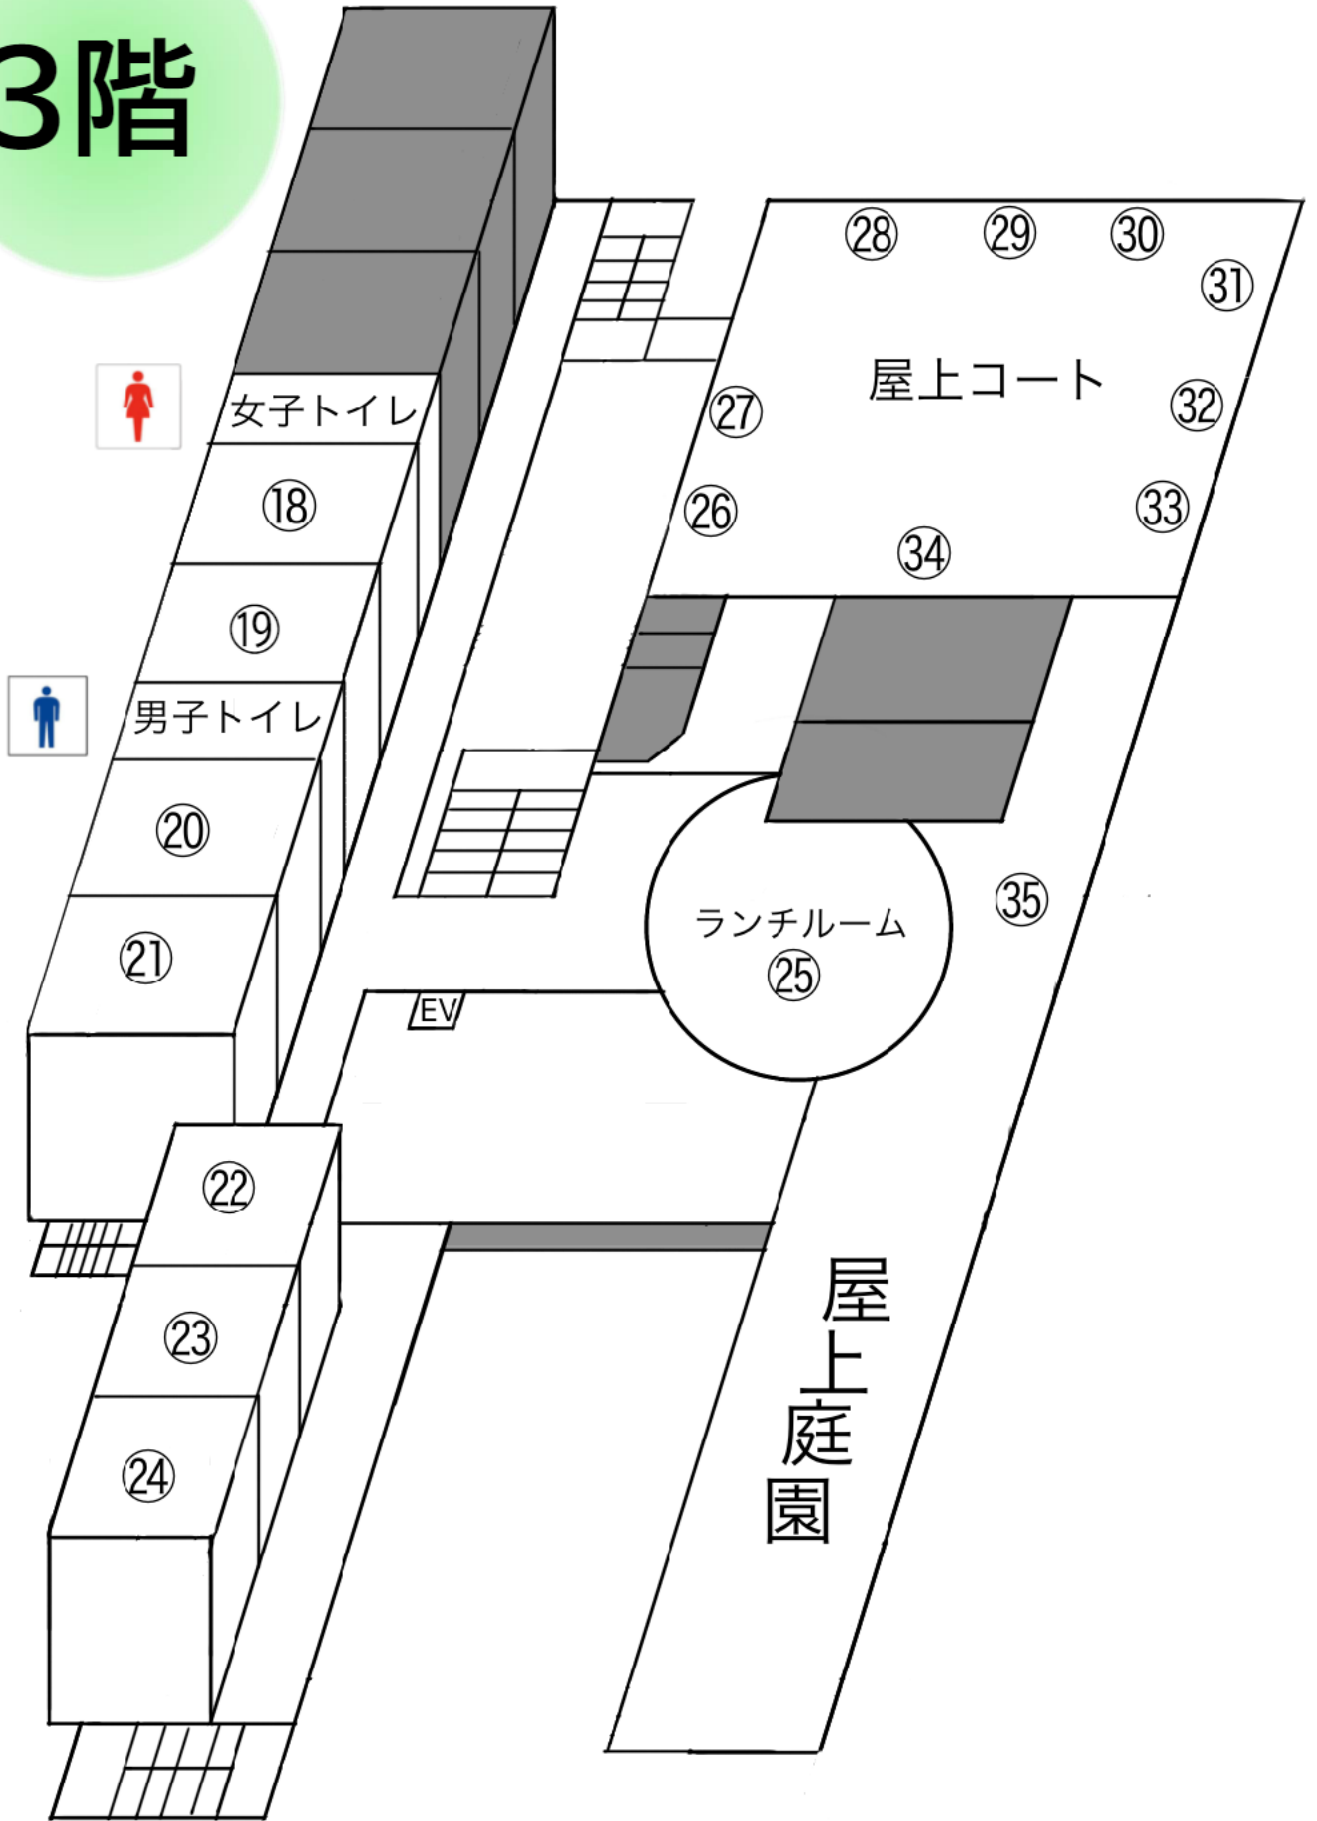 3階
㉘
㉙
㉚
㉛
屋上コート
女子トイレ
㉗
㉜
⑱
㉖
㉝
㉞
⑲
男子トイレ
⑳
㉟
ランチルーム
㉕
㉑
EV
㉒
㉓
屋上庭園
㉔